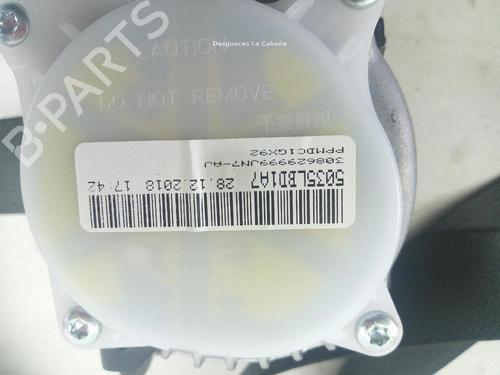 Desguaces La Cabaña
B-PARTS
CAUTION
DO NOT REMOVE
不要拆卸
PPMDC1GX92
308629999JN7-AJ
5035LBD1A7 28.12.2018 17:42